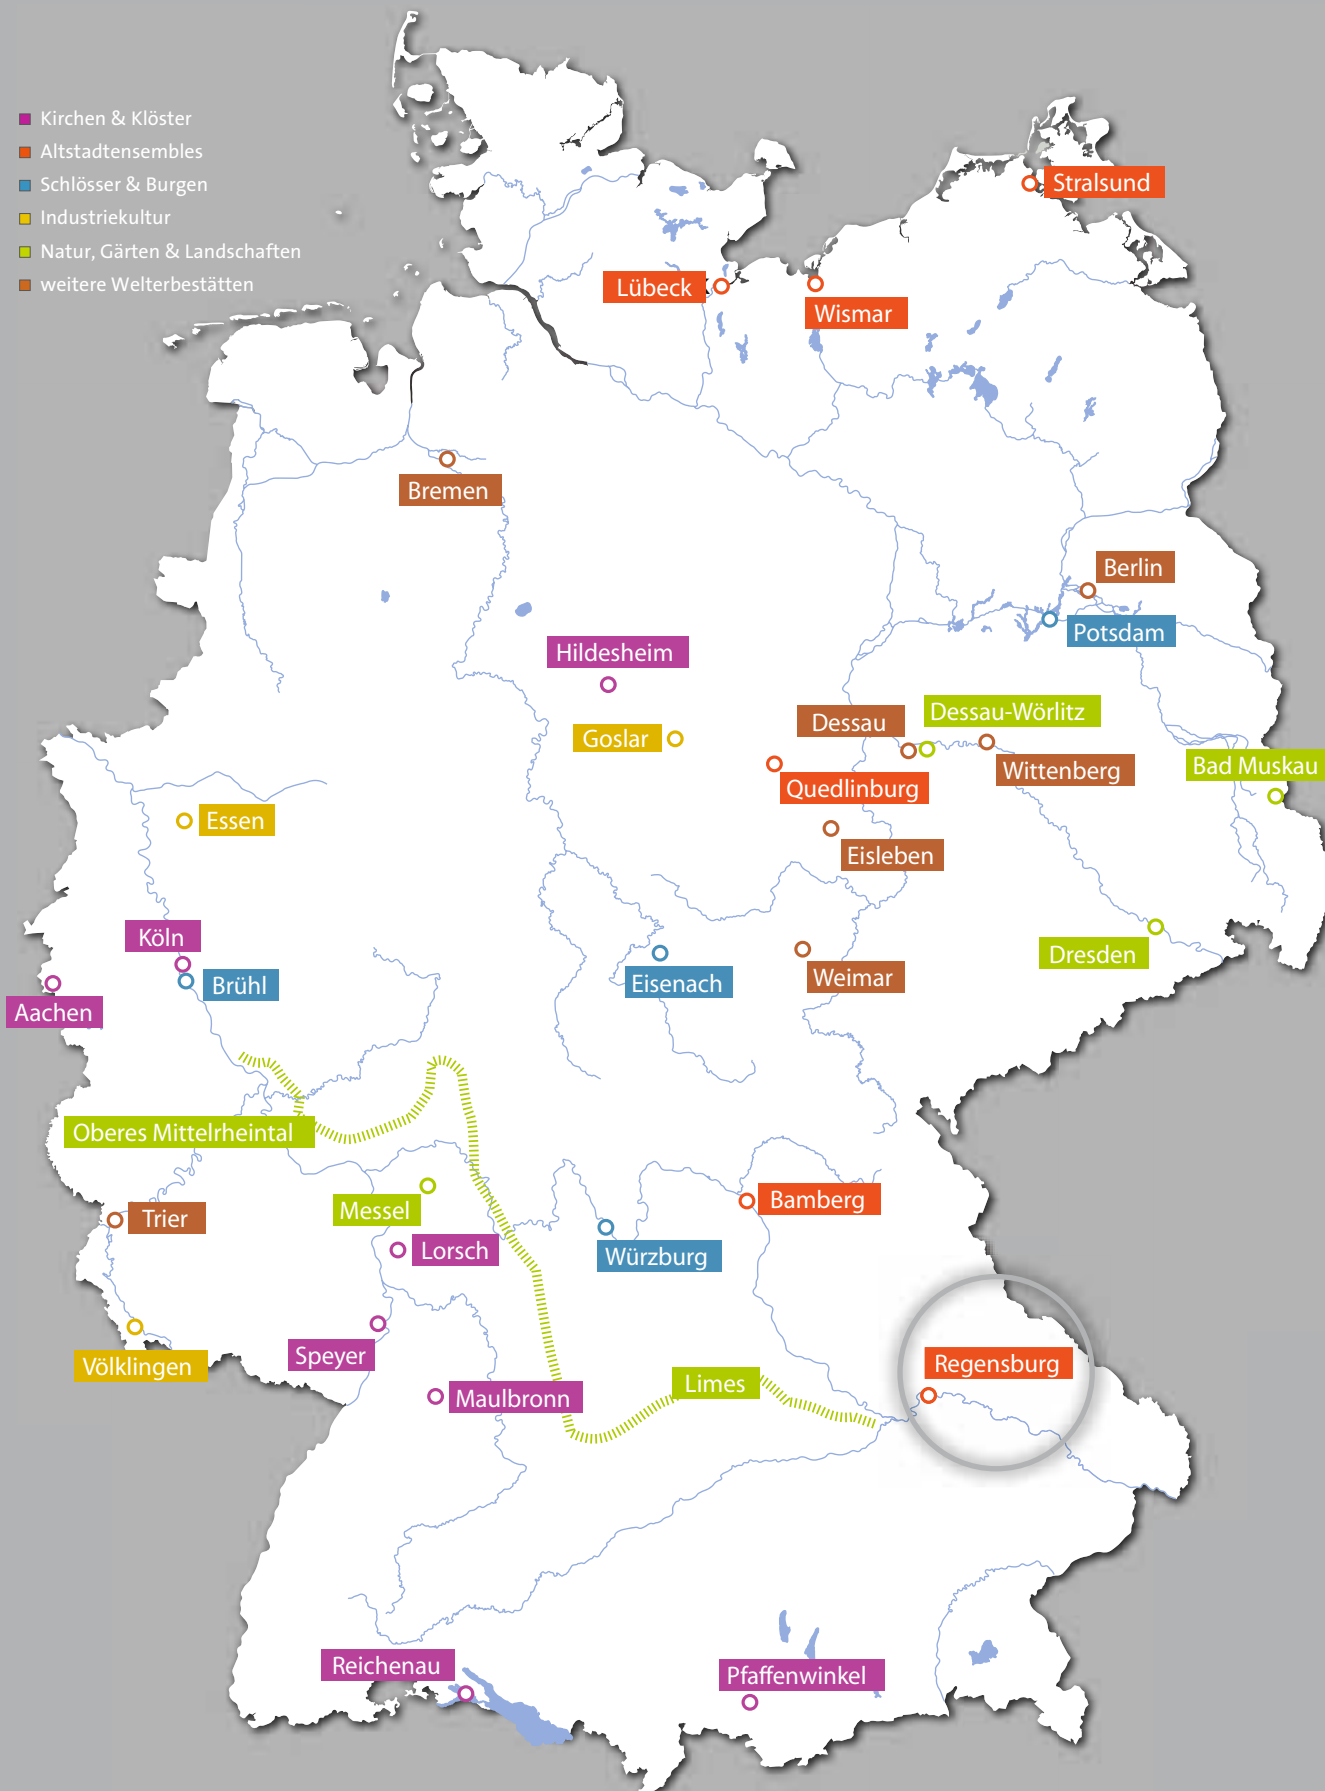 Kirchen & Klöster
Altstadtensembles
Schlösser & Burgen
Industriekultur
Natur, Gärten & Landschaften
weitere Welterbestätten
Stralsund
Lübeck
Wismar
Bremen
Berlin
Potsdam
Hildesheim
Goslar
Dessau
Dessau-Wörlitz
Wittenberg
Bad Muskau
Quedlinburg
Essen
Eisleben
Köln
Dresden
Brühl
Eisenach
Weimar
Aachen
Oberes Mittelrheintal
Messel
Bamberg
Trier
Lorsch
Würzburg
Speyer
Völklingen
Regensburg
Limes
Maulbronn
Reichenau
Pfaffenwinkel